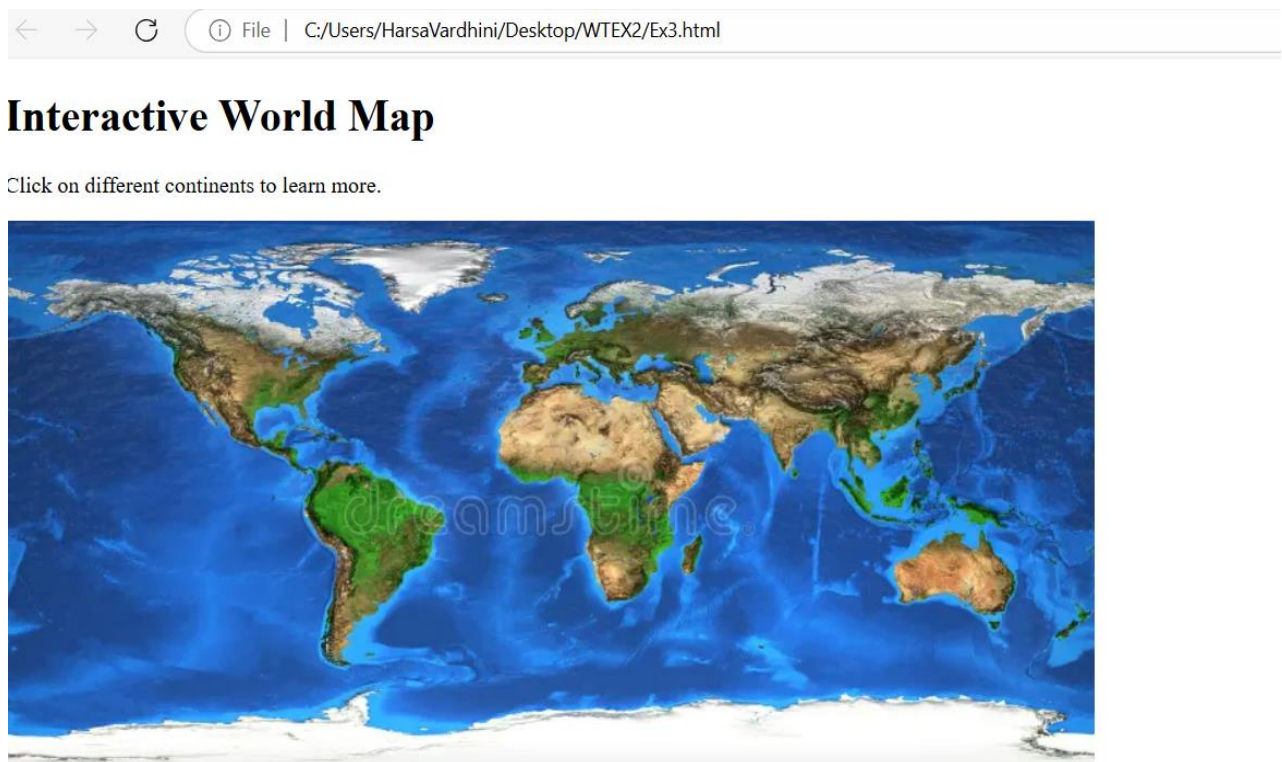 File | C:/Users/HarsaVardhini/Desktop/WTEX2/Ex3.html
Interactive World Map
Click on different continents to learn more.
dreamstime.